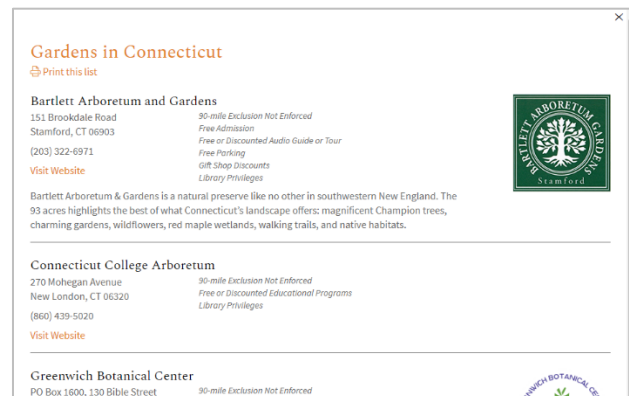 ×
Gardens in Connecticut
Print this list
Bartlett Arboretum and Gardens
151 Brookdale Road
Stamford, CT 06903
(203) 322-6971
Visit Website
90-mile Exclusion Not Enforced
Free Admission
Free or Discounted Audio Guide or Tour
Free Parking
Gift Shop Discounts
Library Privileges
BARTLETT ARBORETUM GARDENS
Stamford
Bartlett Arboretum & Gardens is a natural preserve like no other in southwestern New England. The
93 acres highlights the best of what Connecticut's landscape offers: magnificent Champion trees,
charming gardens, wildflowers, red maple wetlands, walking trails, and native habitats.
Connecticut College Arboretum
270 Mohegan Avenue
New London, CT 06320
(860) 439-5020
Visit Website
90-mile Exclusion Not Enforced
Free or Discounted Educational Programs
Library Privileges
Greenwich Botanical Center
PO Box 1600, 130 Bible Street
90-mile Exclusion Not Enforced
BOTANICAL